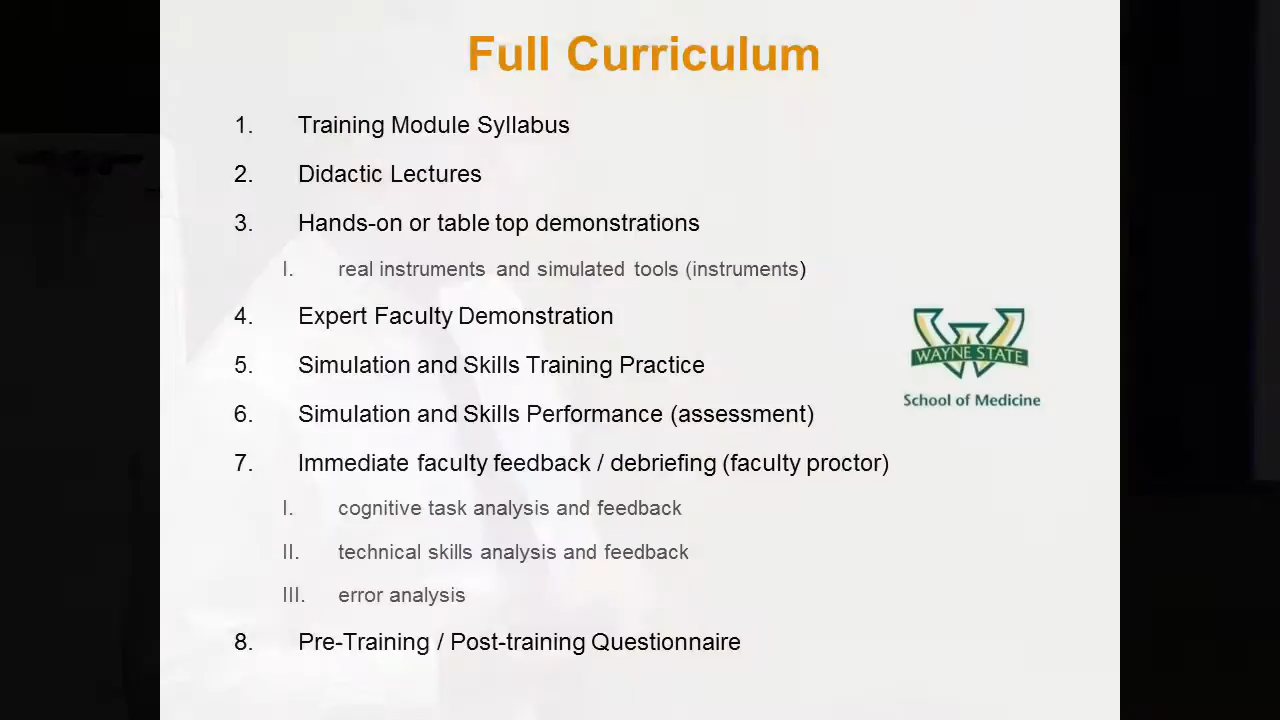 Full Curriculum
1. Training Module Syllabus
2. Didactic Lectures
3. Hands-on or table top demonstrations
I. real instruments and simulated tools (instruments)
4. Expert Faculty Demonstration
5. Simulation and Skills Training Practice
WAYNE STATE
School of Medicine
6. Simulation and Skills Performance (assessment)
7. Immediate faculty feedback / debriefing (faculty proctor)
I. cognitive task analysis and feedback
II. technical skills analysis and feedback
III. error analysis
8. Pre-Training / Post-training Questionnaire